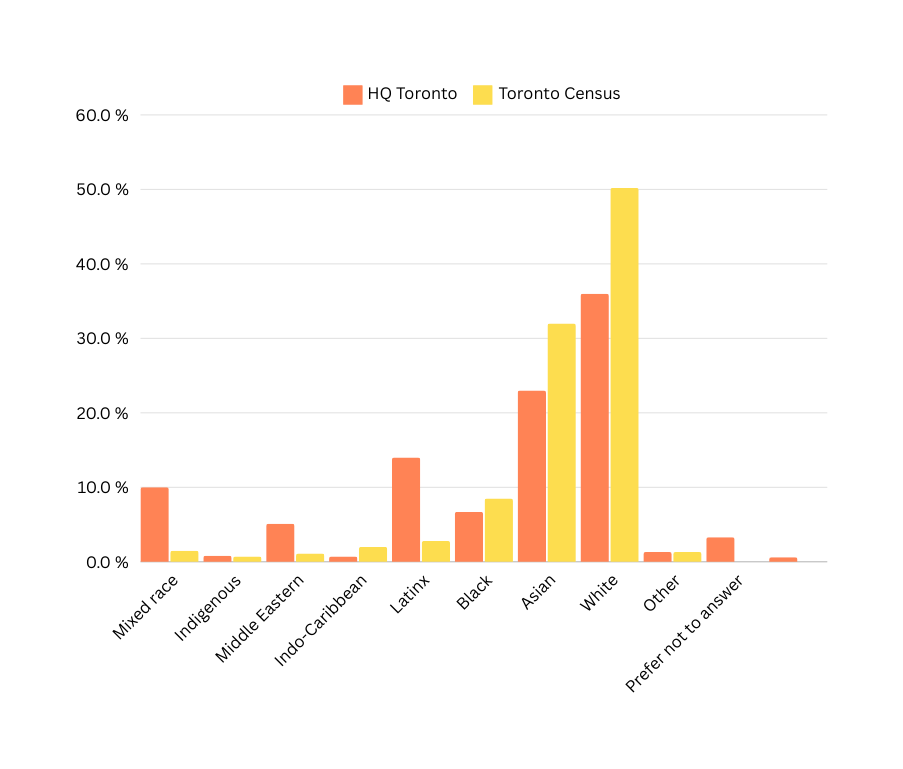 HQ Toronto
Toronto Census
60.0 %
50.0 %
40.0 %
30.0 %
20.0 %
10.0 %
0.0 %
Mixed race
Indigenous
Middle Eastern
Indo-Caribbean
Latinx
Black
Asian
White
Other
Prefer not to answer